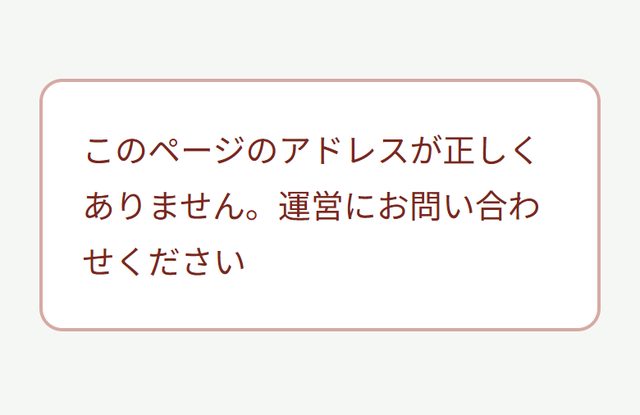 このページのアドレスが正しく
ありません。運営にお問い合わ
せください